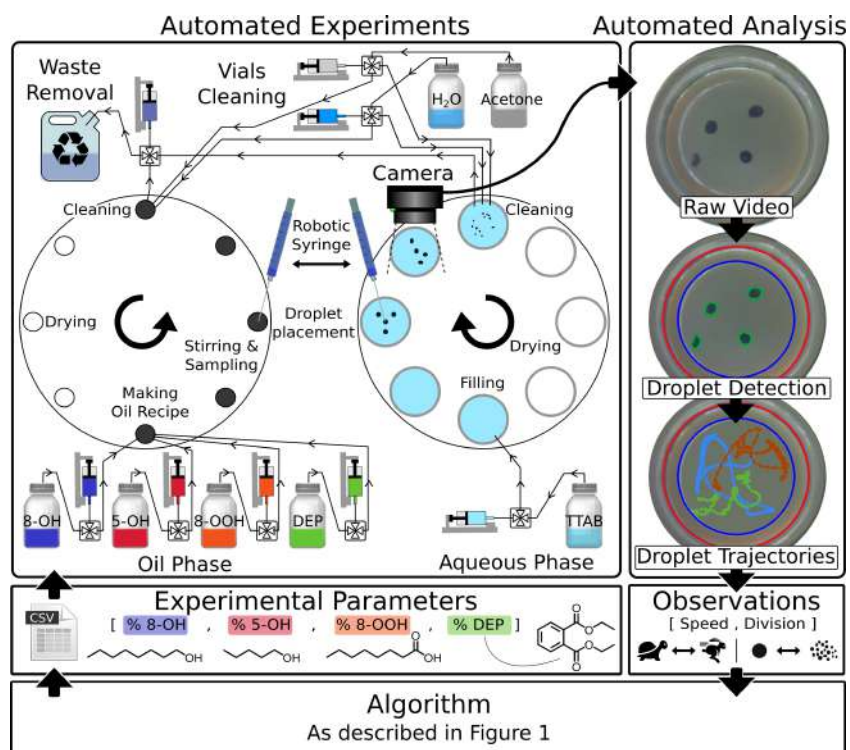 Automated Experiments
Automated Analysis
Waste
Removal
Vials
Cleaning
H₂O
Acetone
Camera
Cleaning
Cleaning
Robotic
Syringe
Drying
Stirring &
Sampling
Droplet
placement
Drying
Making
Oil Recipe
Filling
8-OH
5-OH
8-OOH
DEP
TTAB
Oil Phase
Aqueous Phase
Raw Video
Droplet Detection
Droplet Trajectories
Experimental Parameters
CSV
[ % 8-OH , % 5-OH , % 8-OOH , % DEP ]
OH
OH
O
OH
O
O
O
O
Observations
[ Speed , Division ]
Algorithm
As described in Figure 1